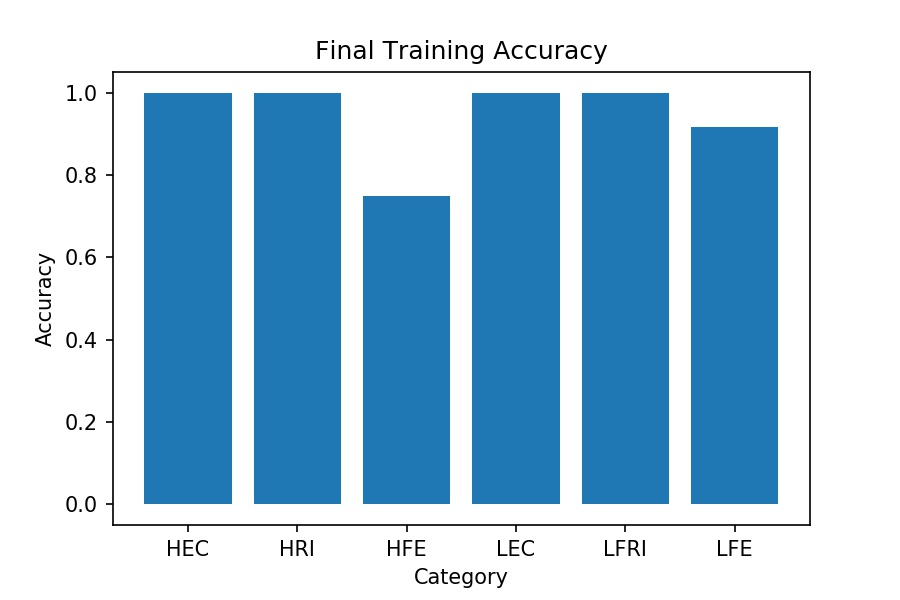 Final Training Accuracy
Accuracy
1.0
0.8
0.6
0.4
0.2
0.0
HEC HRI HFE LEC LFRI LFE
Category